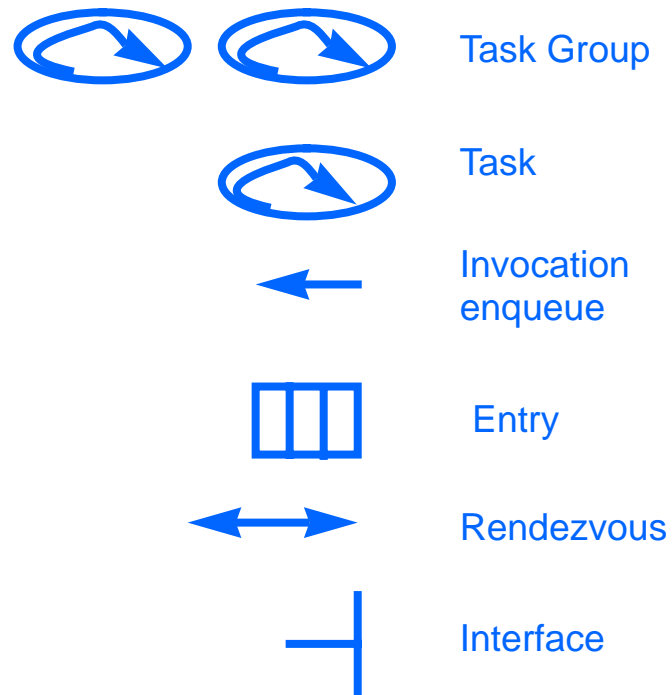 Task Group
Task
Invocation
enqueue
Entry
Rendezvous
Interface